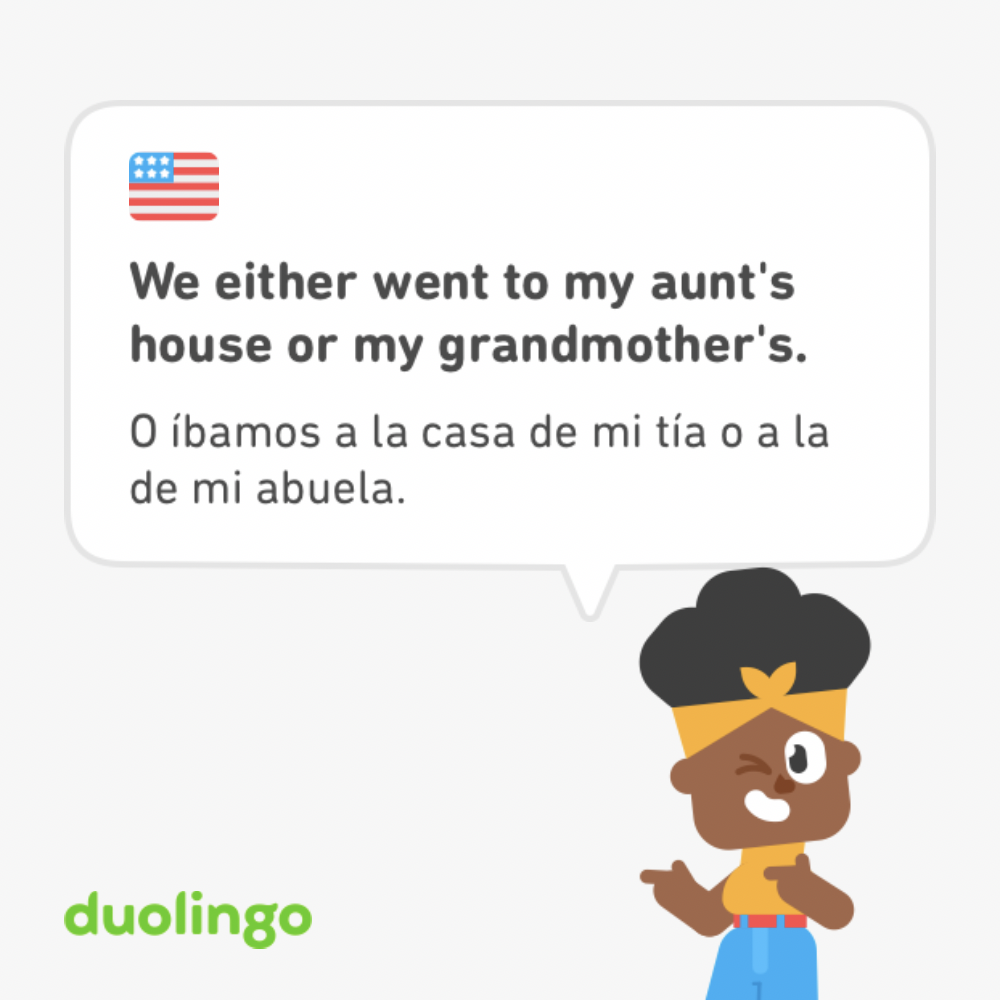 We either went to my aunt's
house or my grandmother's.
O íbamos a la casa de mi tía o a la
de mi abuela.
duolingo